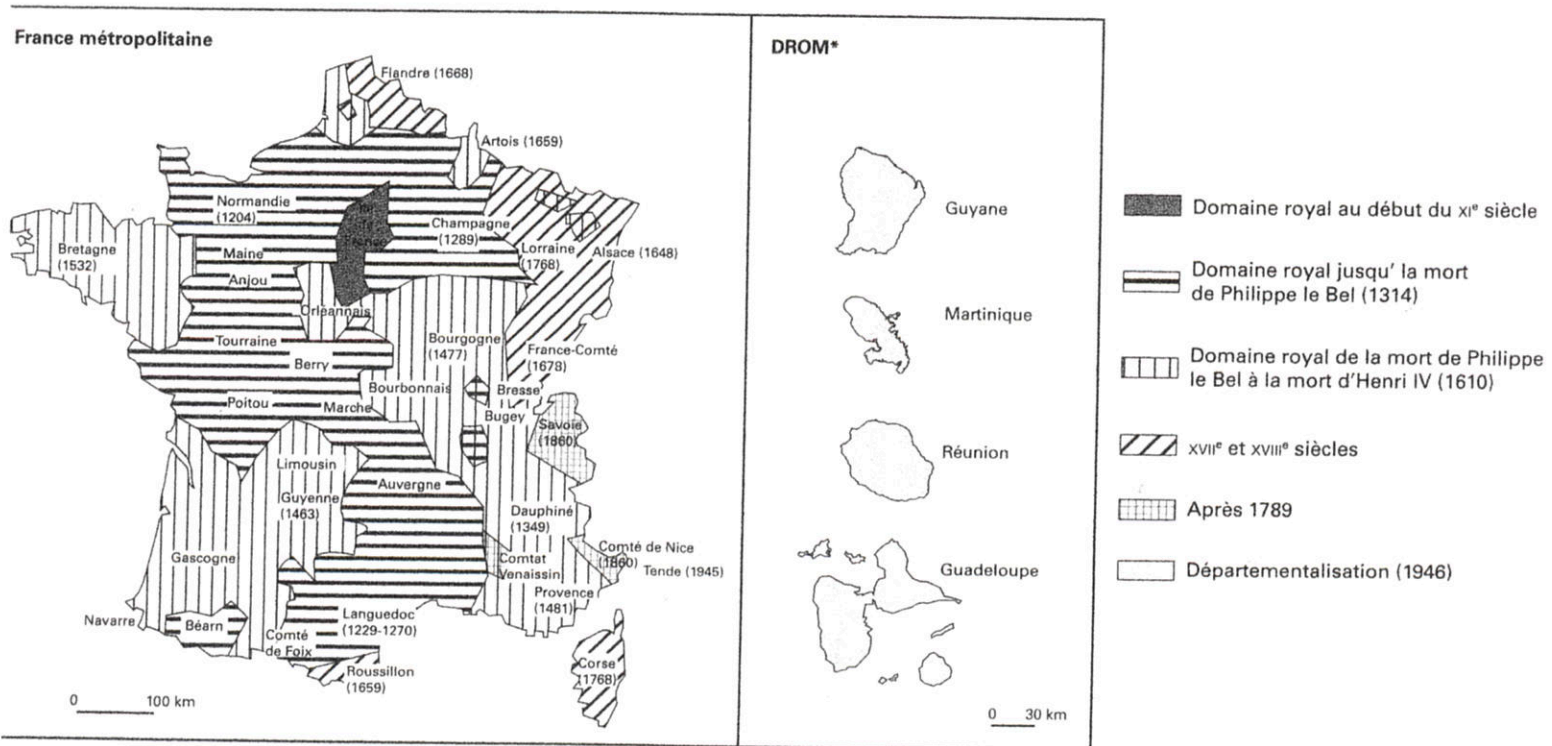 France métropolitaine
DROM*
Flandre (1668)
Artois (1659)
Normandie
(1204)
Champagne
(1289)
Lorraine
(1768)
Alsace (1648)
Bretagne
(1532)
Maine
Anjou
Orléannais
Tourraine
Bourgogne
(1477)
France-Comté
(1678)
Berry
Bourbonnais
Bresse
Poitou
Marche
Bugey
Savoie
(1860)
Limousin
Auvergne
Guyenne
(1463)
Dauphiné
(1349)
Gascogne
Comtat
Venaissin
Comté de Nice
(1860)
Tende (1945)
Provence
(1481)
Navarre
Béarn
Languedoc
(1229-1270)
Comté
de Foix
Roussillon
(1659)
Corse
(1768)
0 100 km
Guyane
Martinique
Réunion
Guadeloupe
0 30 km
Domaine royal au début du XIe siècle
Domaine royal jusqu' la mort
de Philippe le Bel (1314)
Domaine royal de la mort de Philippe
le Bel à la mort d'Henri IV (1610)
XVIIe et XVIIIe siècles
Après 1789
Départementalisation (1946)